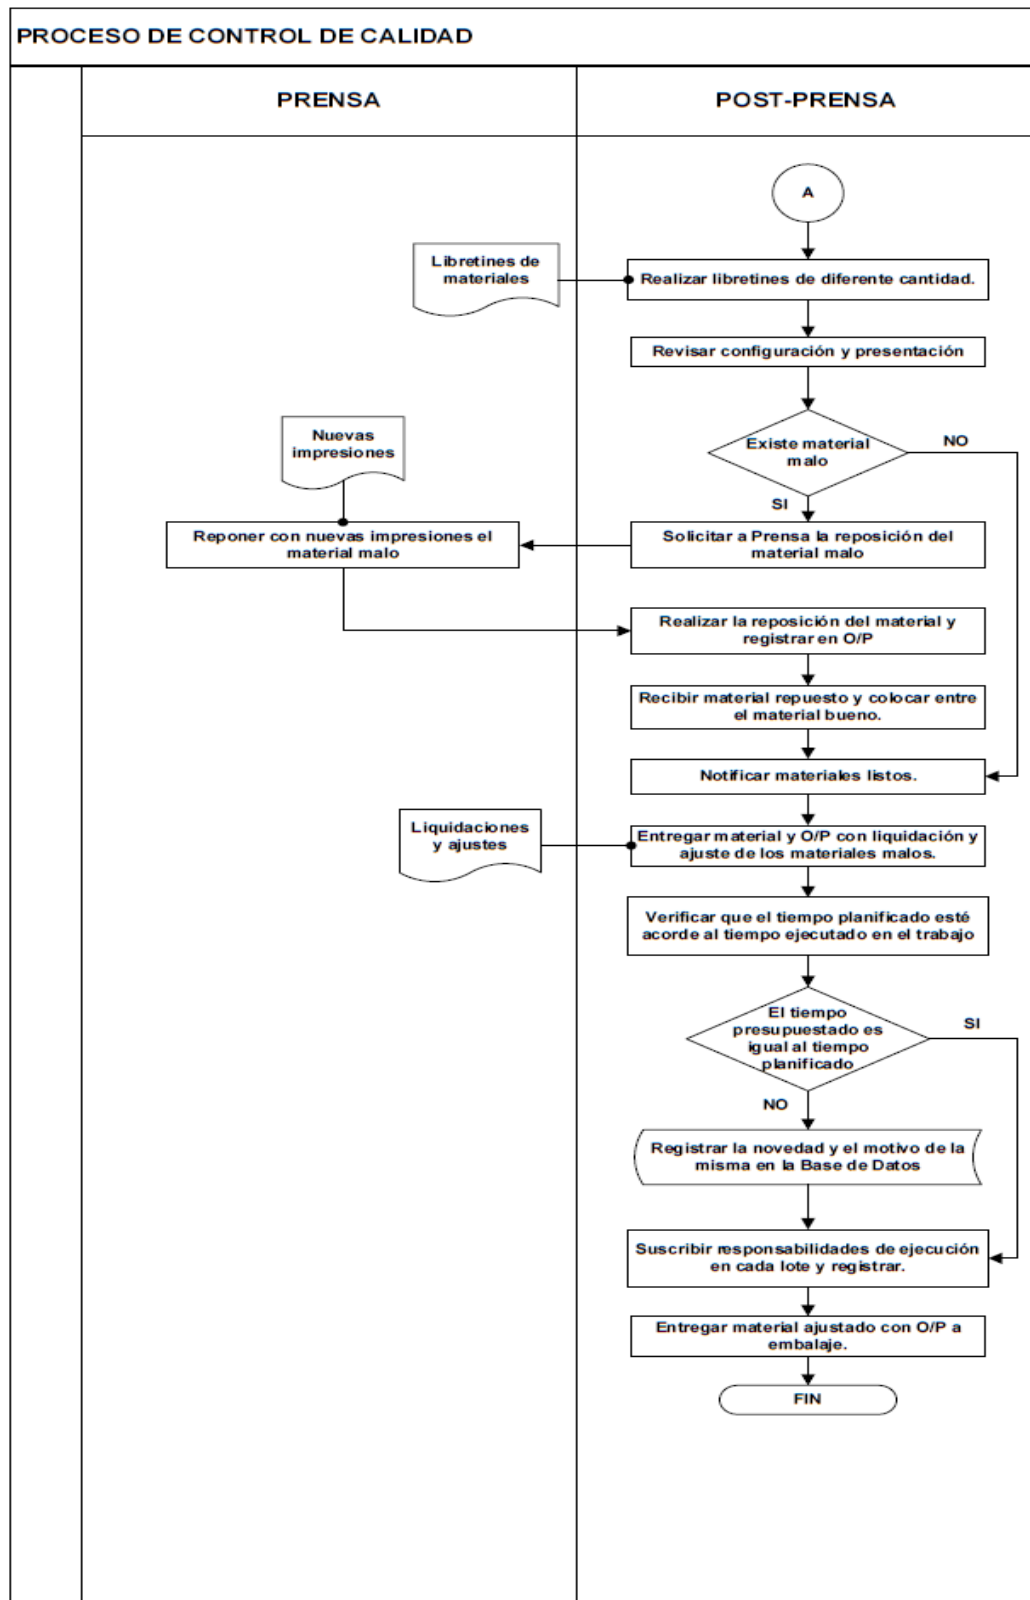 PROCESO DE CONTROL DE CALIDAD
PRENSA
POST-PRENSA
A
Libretines de
materiales
Realizar libretines de diferente cantidad.
Revisar configuración y presentación
Existe material
malo
NO
SI
Nuevas
impresiones
Solicitar a Prensa la reposición del
material malo
Reponer con nuevas impresiones el
material malo
Realizar la reposición del material y
registrar en O/P
Recibir material repuesto y colocar entre
el material bueno.
Notificar materiales listos.
Liquidaciones
y ajustes
Entregar material y O/P con liquidación y
ajuste de los materiales malos.
Verificar que el tiempo planificado esté
acorde al tiempo ejecutado en el trabajo
El tiempo
presupuestado es
igual al tiempo
planificado
SI
NO
Registrar la novedad y el motivo de la
misma en la Base de Datos
Suscribir responsabilidades de ejecución
en cada lote y registrar.
Entregar material ajustado con O/P a
embalaje.
FIN